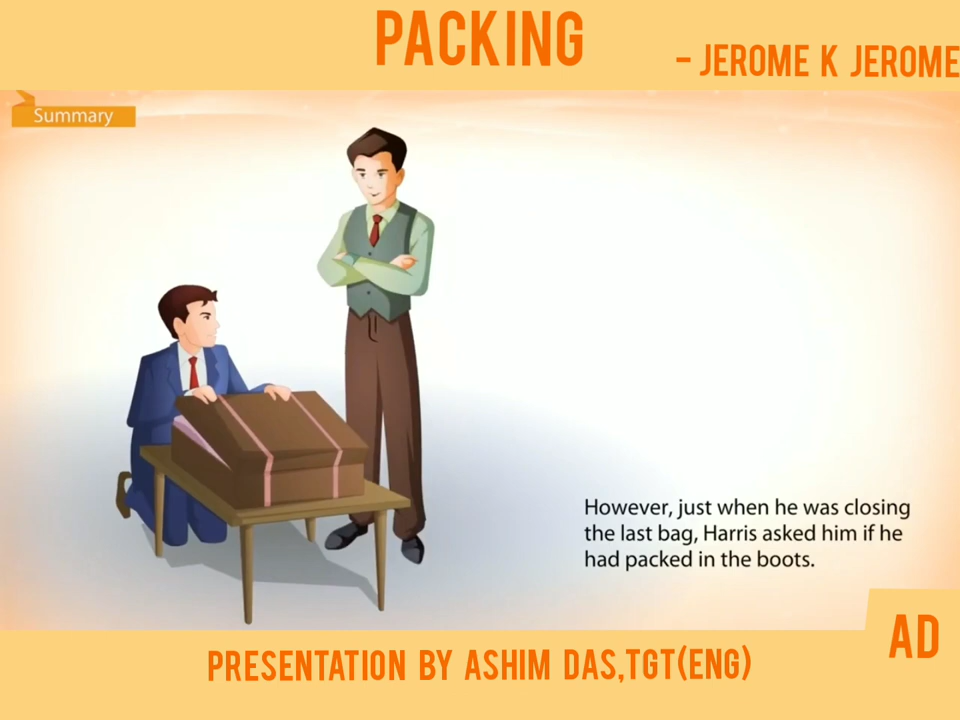 PACKING
- JEROME K JEROME
Summary
However, just when he was closing
the last bag, Harris asked him if he
had packed in the boots.
AD
PRESENTATION BY ASHIM DAS,TGT(ENG)